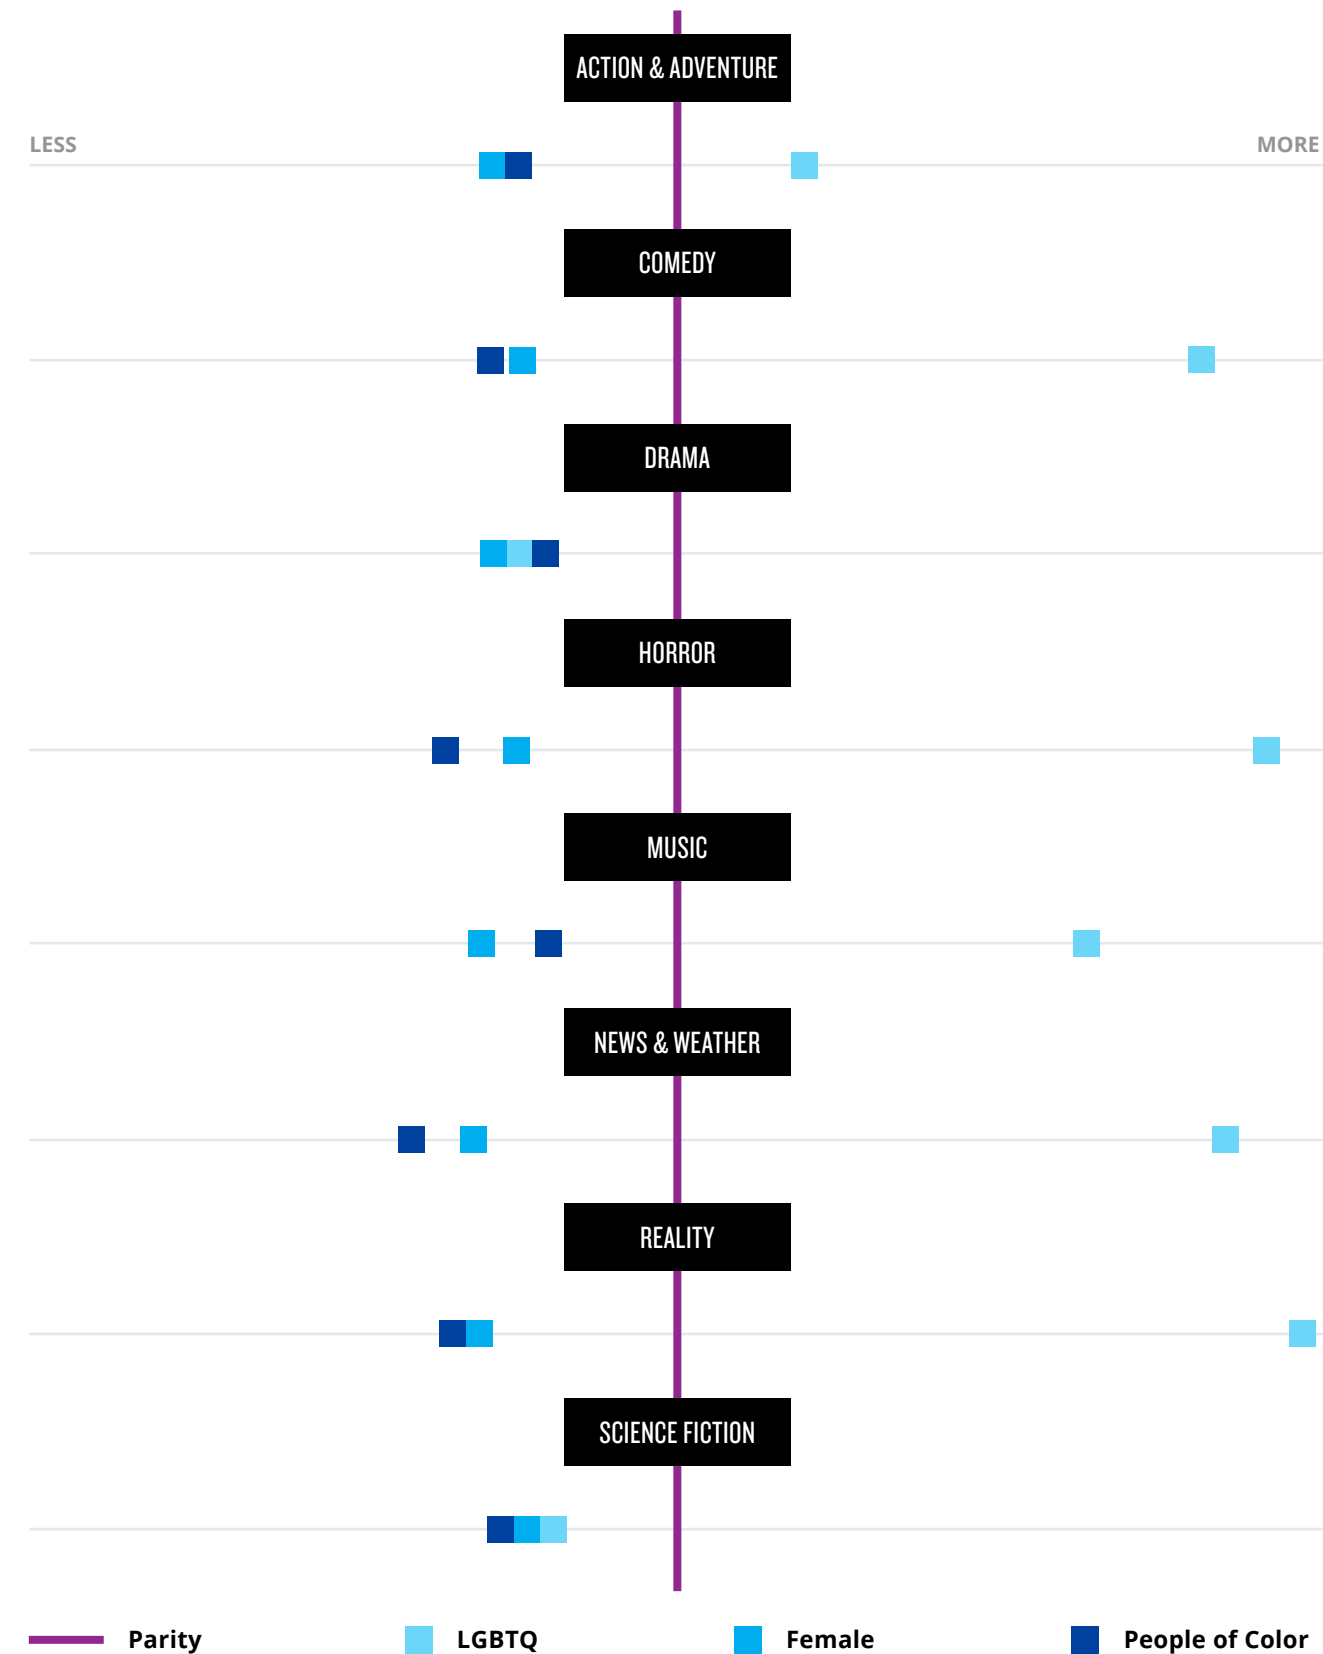 ACTION & ADVENTURE
LESS
MORE
COMEDY
DRAMA
HORROR
MUSIC
NEWS & WEATHER
REALITY
SCIENCE FICTION
Parity
LGBTQ
Female
People of Color